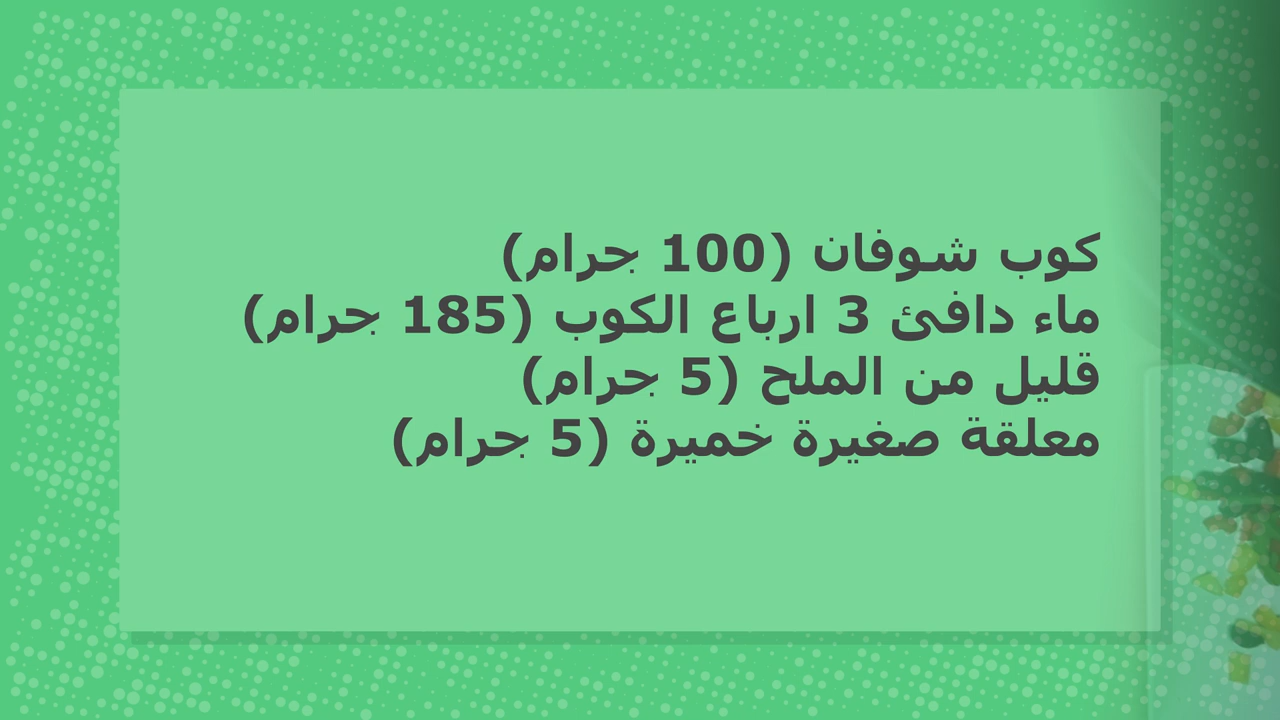 كوب شوفان (100 جرام)
ماء دافئ 3 ارباع الكوب (185 جرام)
قليل من الملح (5 جرام)
معلقة صغيرة خميرة (5 جرام)